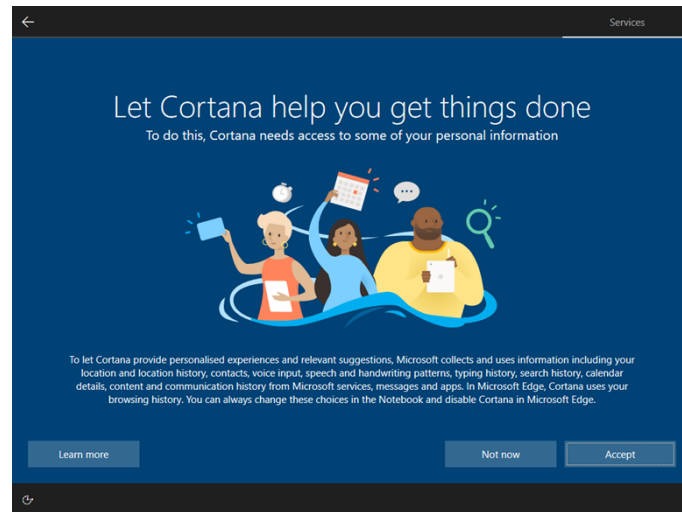 Services
Let Cortana help you get things done
To do this, Cortana needs access to some of your personal information
To let Cortana provide personalised experiences and relevant suggestions, Microsoft collects and uses information including your
location and location history, contacts, voice input, speech and handwriting patterns, typing history, search history, calendar
details, content and communication history from Microsoft services, messages and apps. In Microsoft Edge, Cortana uses your
browsing history. You can always change these choices in the Notebook and disable Cortana in Microsoft Edge.
Learn more
Not now
Accept